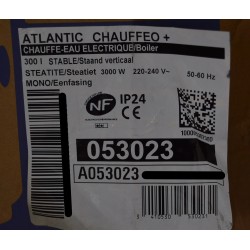 ATLANTIC CHAUFFEO +
CHAUFFE-EAU ELECTRIQUE/Boiler
300 l STABLE/Staand verticaal
STEATITE/Steatiet 3000 W 220-240 V~ 50-60 Hz
MONO/Eenfasing
NF IP24
CE
053023
A053023